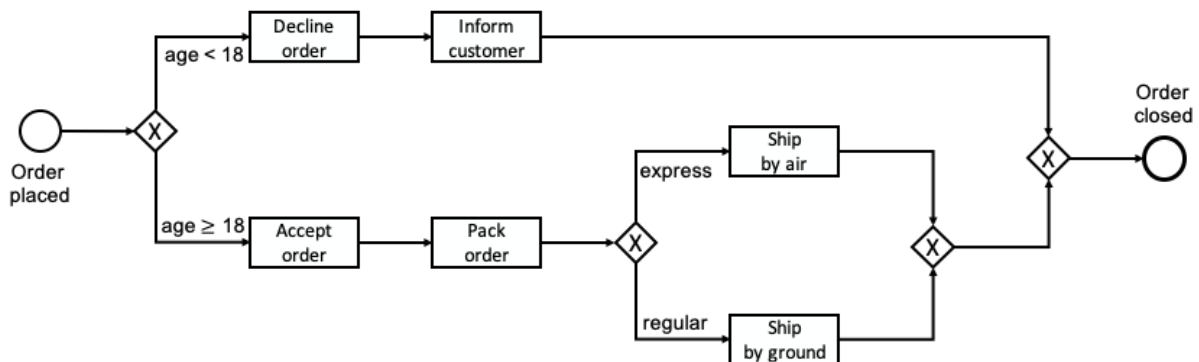 Order
placed
X
age < 18
Decline
order
Inform
customer
age ≥ 18
Accept
order
Pack
order
X
express
Ship
by air
regular
Ship
by ground
X
X
Order
closed